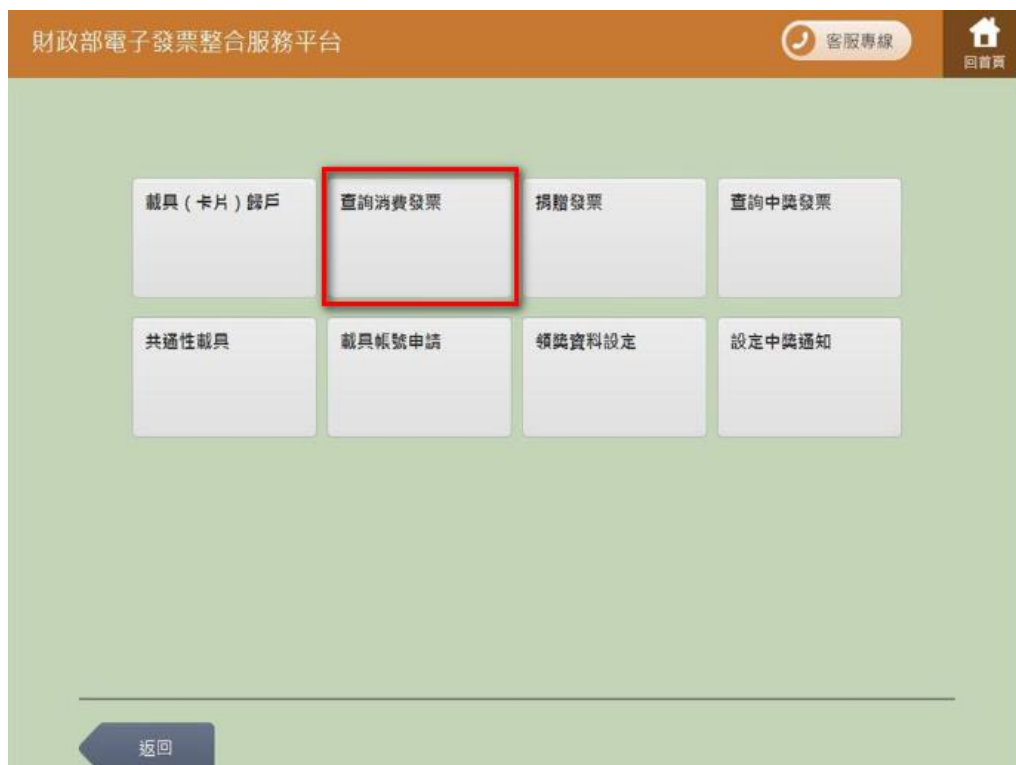 財政部電子發票整合服務平台
客服專線
回首頁
載具(卡片)歸戶
查詢消費發票
捐贈發票
查詢中獎發票
共通性載具
載具帳號申請
領獎資料設定
設定中獎通知
返回